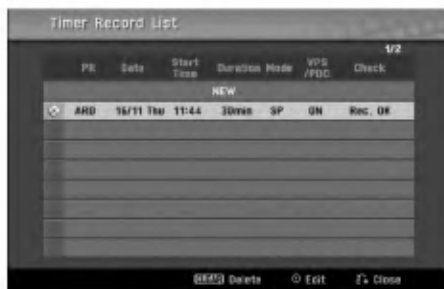 Timer Record List
1/2
PR Date Start Time Duration Mode VPS /PDC Check
NEW
ARD 16/11 Thu 11:44 30min SP ON Rec. OK
CLEAR Delete Edit Close